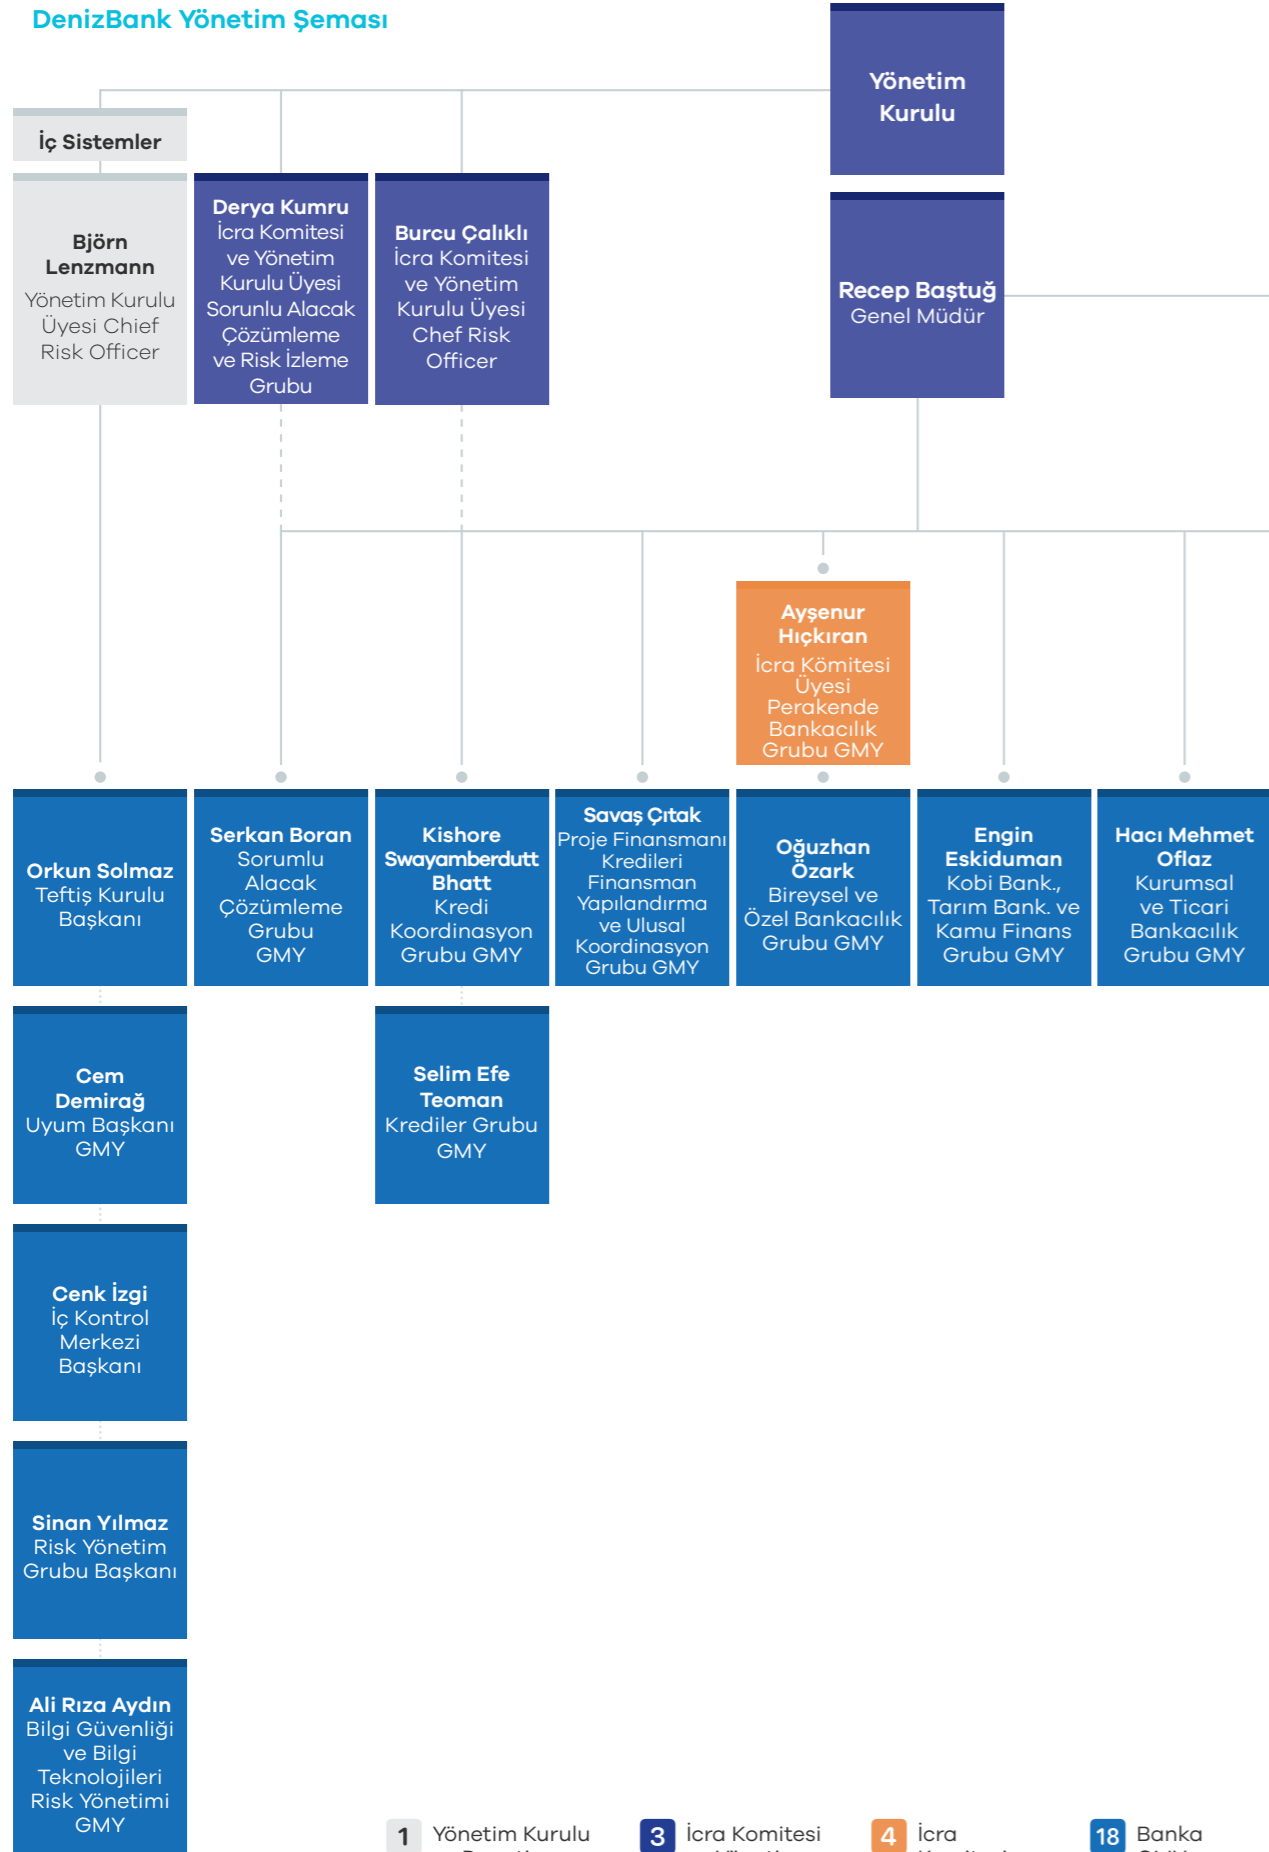 DenizBank Yönetim Şeması
Yönetim
Kurulu
İç Sistemler
Björn
Lenzmann
Yönetim Kurulu
Üyesi Chief
Risk Officer
Derya Kumru
İcra Komitesi
ve Yönetim
Kurulu Üyesi
Sorunlu Alacak
Çözümleme
ve Risk İzleme
Grubu
Burcu Çalıklı
İcra Komitesi
ve Yönetim
Kurulu Üyesi
Chef Risk
Officer
Recep Baştuğ
Genel Müdür
Ayşenur
Hıçkıran
İcra Kömitesi
Üyesi
Perakende
Bankacılık
Grubu GMY
Orkun Solmaz
Teftiş Kurulu
Başkanı
Serkan Boran
Sorumlu
Alacak
Çözümleme
Grubu
GMY
Kishore
Swayamberdutt
Bhatt
Kredi
Koordinasyon
Grubu GMY
Savaş Çıtak
Proje Finansmanı
Kredileri
Finansman
Yapılandırma
ve Ulusal
Koordinasyon
Grubu GMY
Oğuzhan
Özark
Bireysel ve
Özel Bankacılık
Grubu GMY
Engin
Eskiduman
Kobi Bank.,
Tarım Bank. ve
Kamu Finans
Grubu GMY
Hacı Mehmet
Oflaz
Kurumsal
ve Ticari
Bankacılık
Grubu GMY
Cem
Demirağ
Uyum Başkanı
GMY
Selim Efe
Teoman
Krediler Grubu
GMY
Cenk İzgi
İç Kontrol
Merkezi
Başkanı
Sinan Yılmaz
Risk Yönetim
Grubu Başkanı
Ali Rıza Aydın
Bilgi Güvenliği
ve Bilgi
Teknolojileri
Risk Yönetimi
GMY
1 Yönetim Kurulu
3 İcra Komitesi
4 İcra
18 Banka